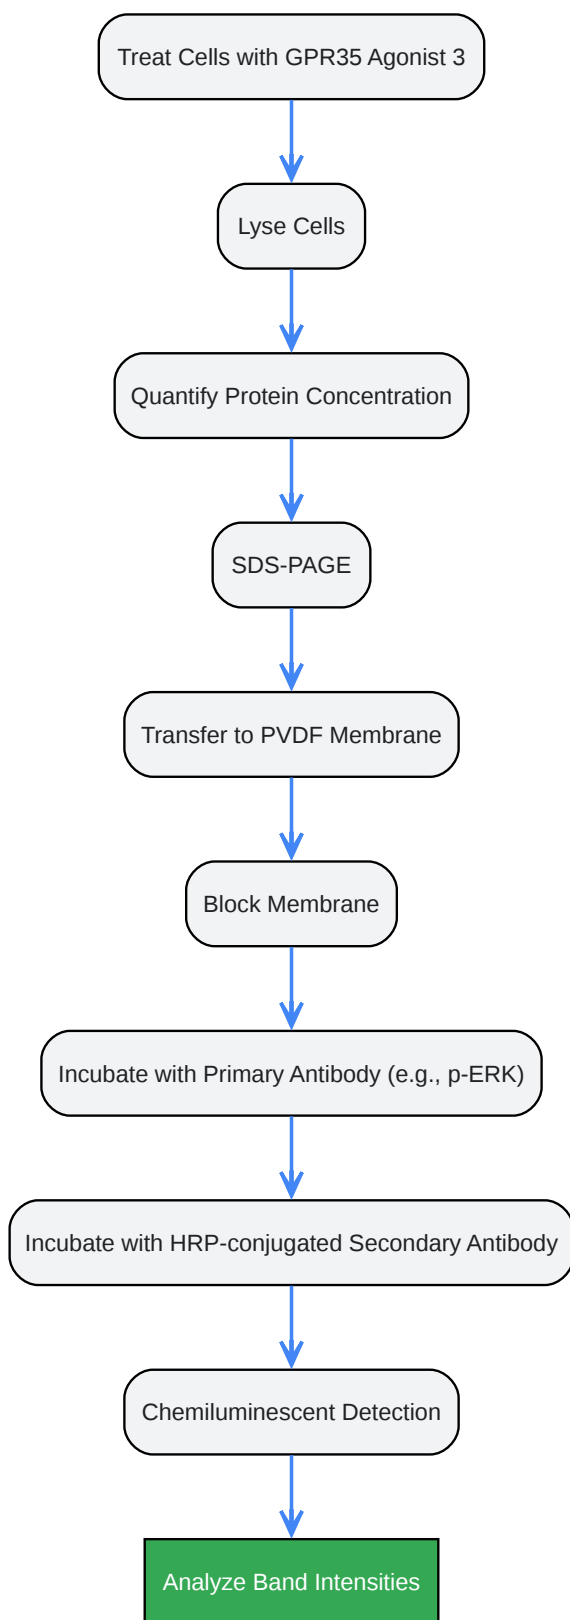 Treat Cells with GPR35 Agonist 3
Lyse Cells
Quantify Protein Concentration
SDS-PAGE
Transfer to PVDF Membrane
Block Membrane
Incubate with Primary Antibody (e.g., p-ERK)
Incubate with HRP-conjugated Secondary Antibody
Chemiluminescent Detection
Analyze Band Intensities